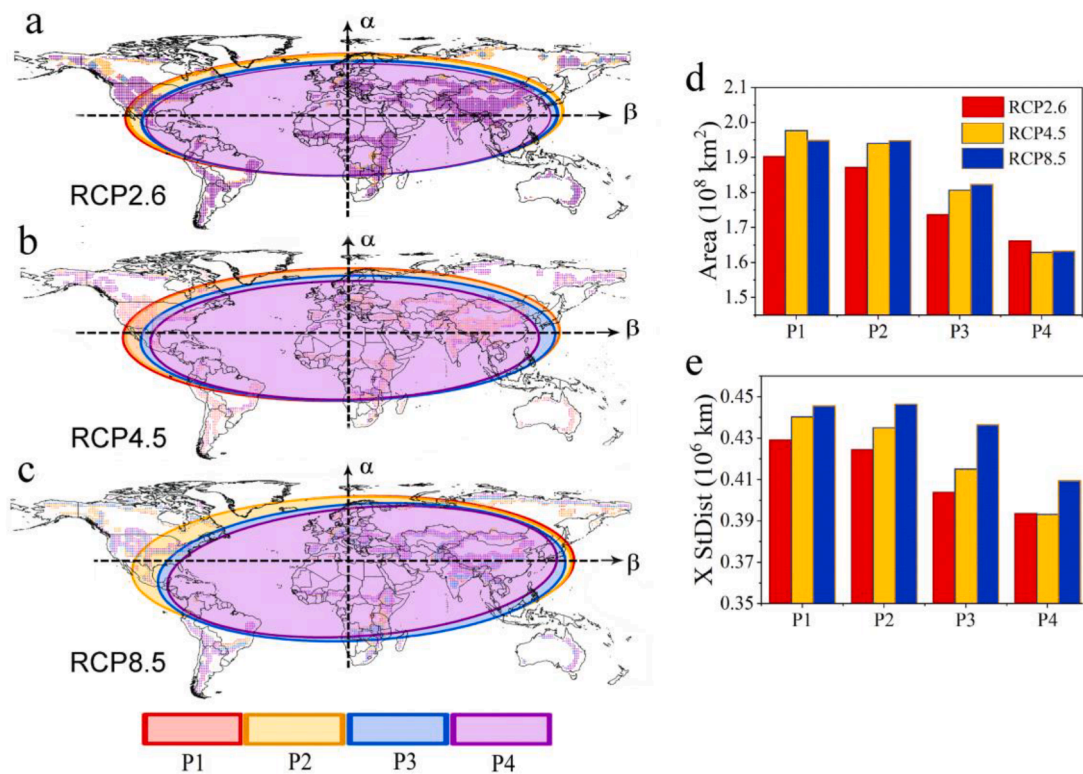 a
α
β
RCP2.6
b
α
β
RCP4.5
c
α
β
RCP8.5
P1 P2 P3 P4
d
2.1
2.0
1.9
1.8
1.7
1.6
1.5
Area (10⁸ km²)
RCP2.6
RCP4.5
RCP8.5
P1 P2 P3 P4
e
0.45
0.43
0.41
0.39
0.37
0.35
X StDist (10⁶ km)
P1 P2 P3 P4